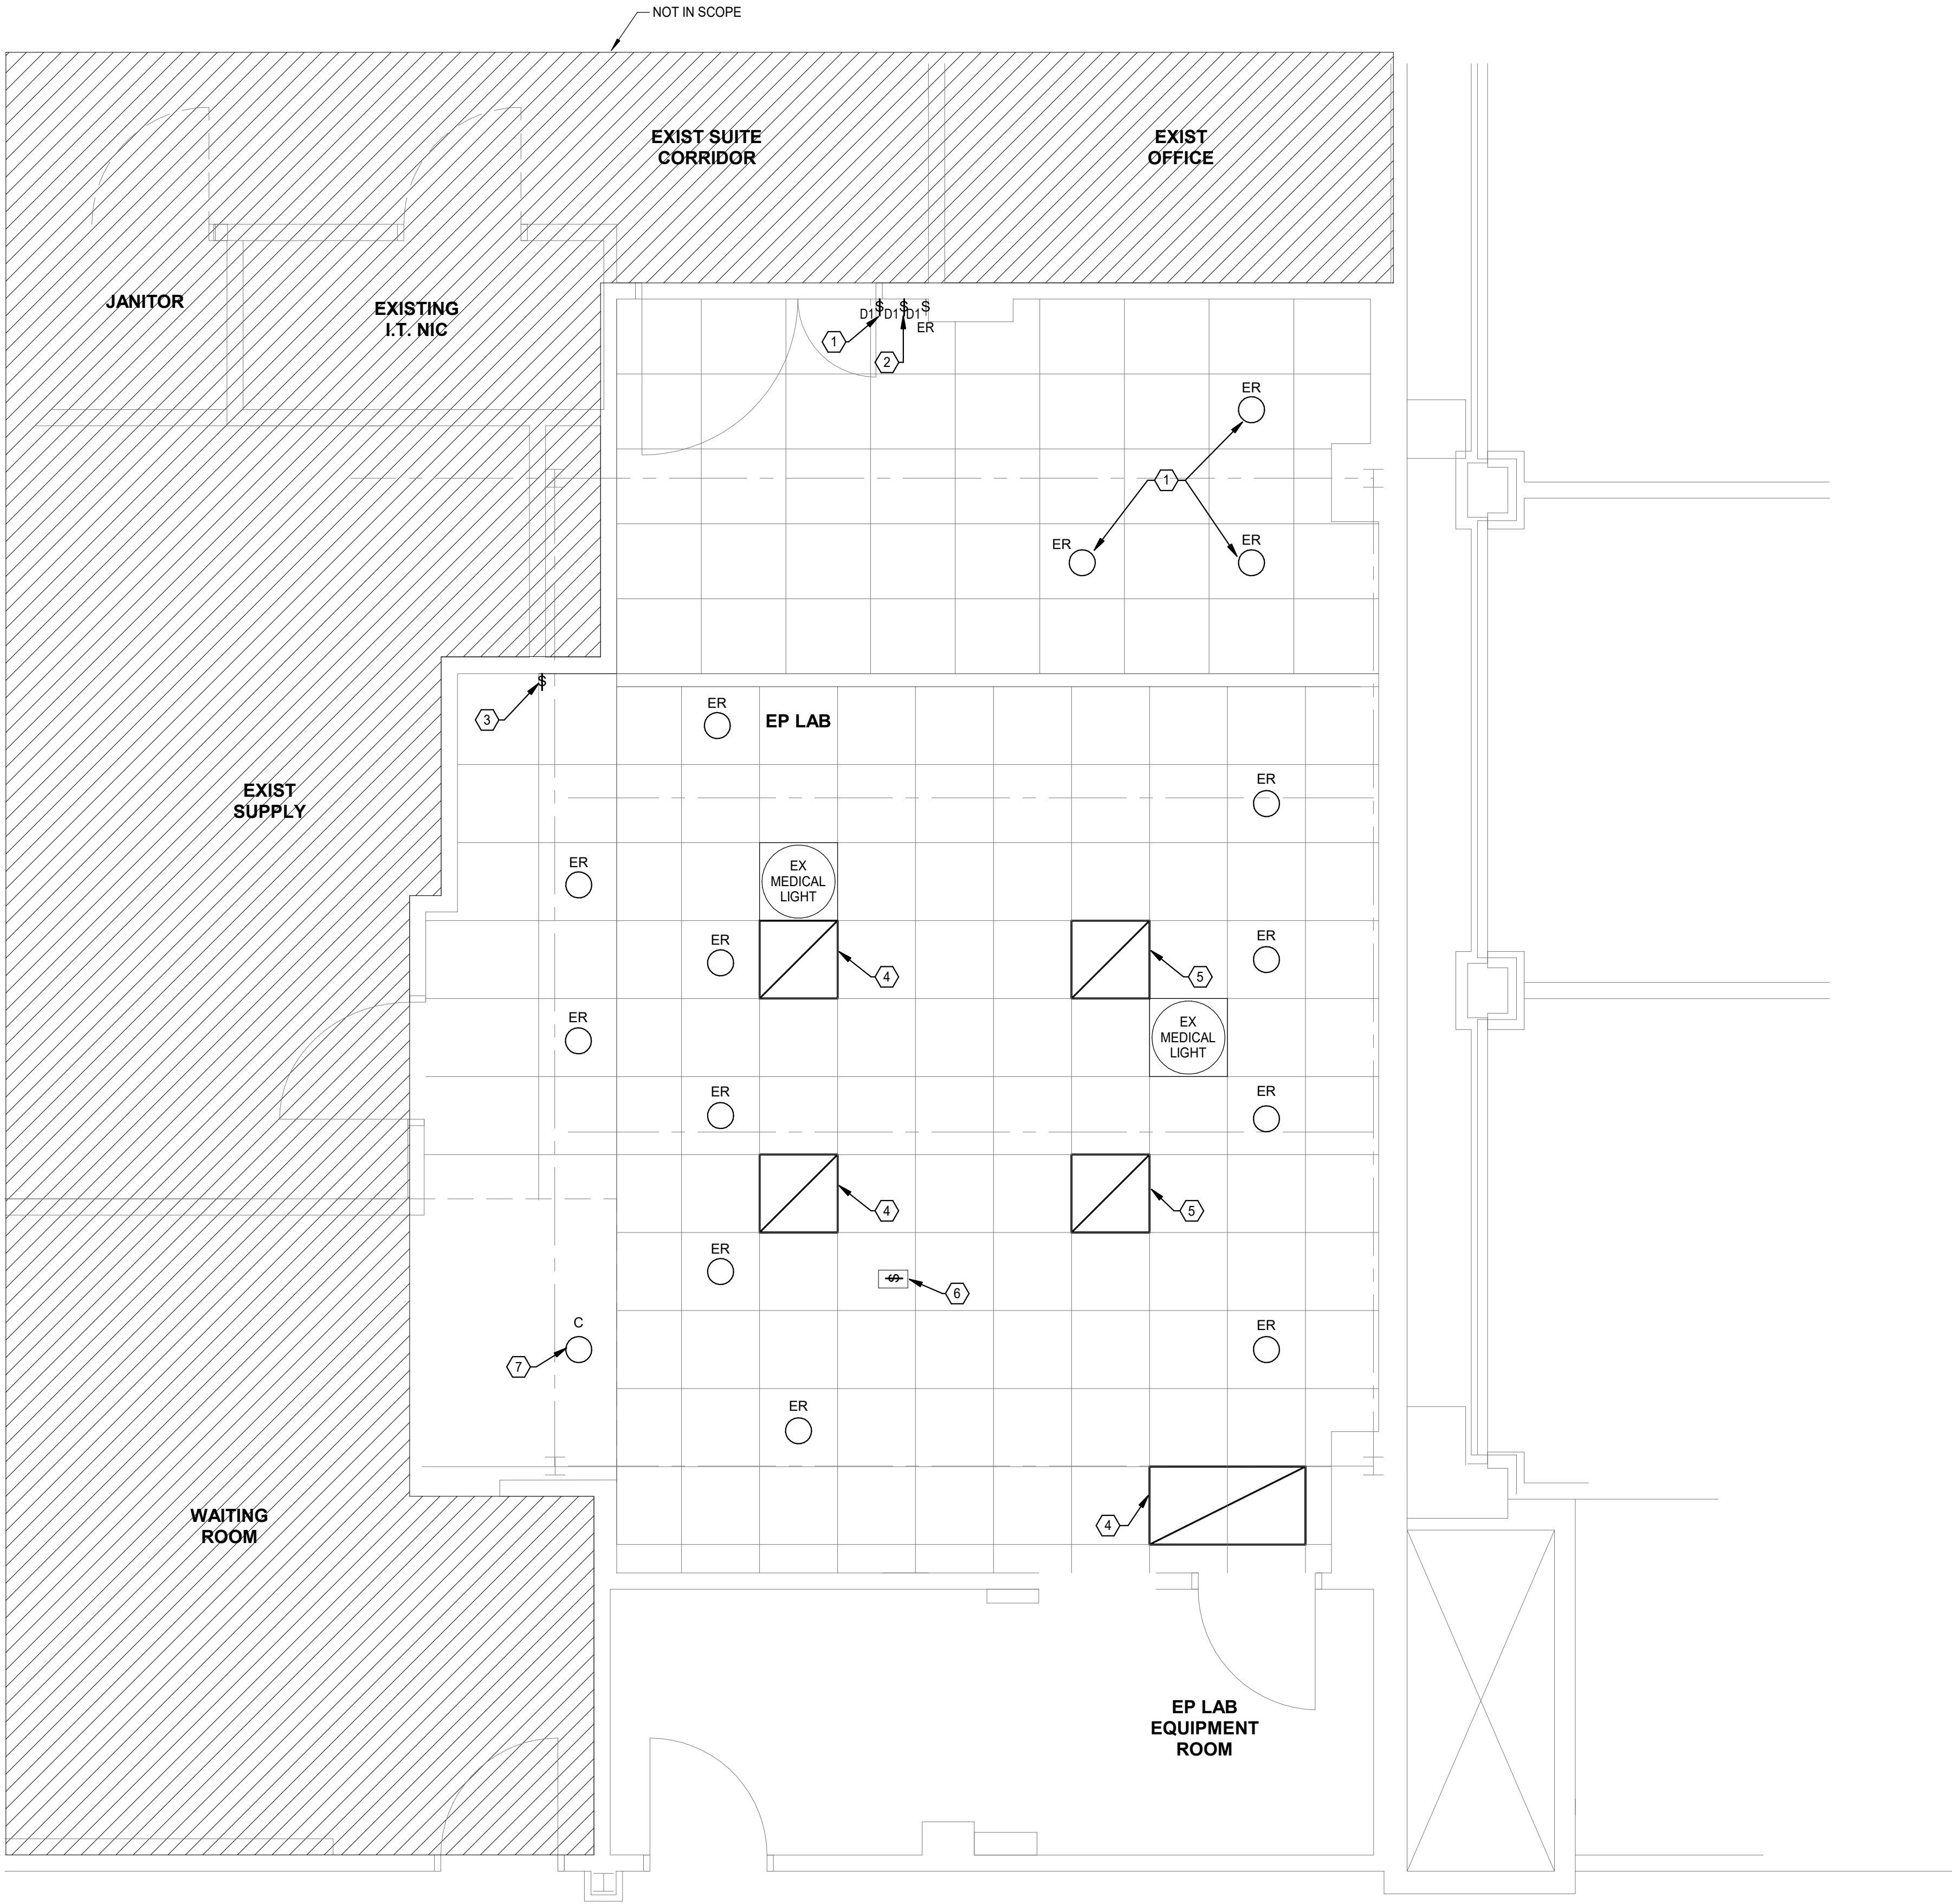 NOT IN SCOPE
EXIST SUITE
CORRIDOR
EXIST
OFFICE
JANITOR
EXISTING
I.T. NIC
$ $ $
D1 D1 D1
ER
1
2
ER
1
ER
ER
$
3
ER
EP LAB
ER
EXIST
SUPPLY
ER
EX
MEDICAL
LIGHT
ER
4
ER
5
ER
EX
MEDICAL
LIGHT
ER
ER
4
5
ER
$
6
C
7
ER
ER
WAITING
ROOM
4
EP LAB
EQUIPMENT
ROOM